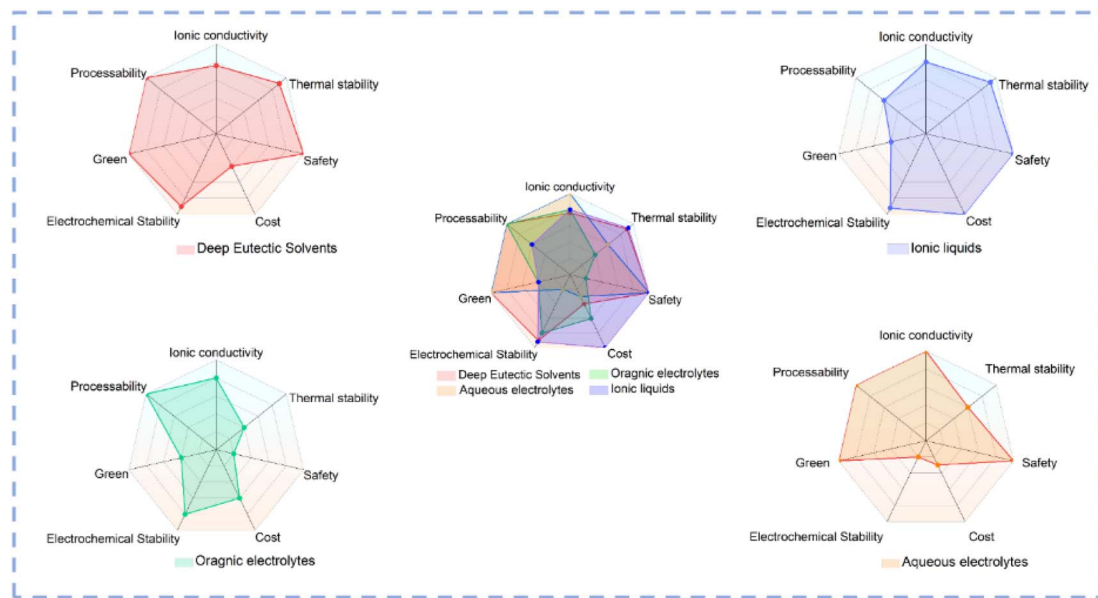 Ionic conductivity
Processability
Thermal stability
Green
Safety
Electrochemical Stability
Cost
Deep Eutectic Solvents
Ionic conductivity
Processability
Thermal stability
Green
Safety
Electrochemical Stability
Cost
Ionic liquids
Ionic conductivity
Processability
Thermal stability
Green
Safety
Electrochemical Stability
Cost
Deep Eutectic Solvents
Oragnic electrolytes
Aqueous electrolytes
Ionic liquids
Ionic conductivity
Processability
Thermal stability
Green
Safety
Electrochemical Stability
Cost
Oragnic electrolytes
Ionic conductivity
Processability
Thermal stability
Green
Safety
Electrochemical Stability
Cost
Aqueous electrolytes